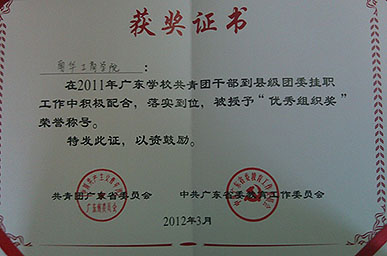 获奖证书
工商学院:
在2011年广东学校共青团干部到县级团委挂职
工作中积极配合,落实到位,被授予“优秀组织奖”
荣誉称号。
特发此证,以资鼓励。
共青团广东省委员会 中共广东省委教育工作委员会
2012年3月